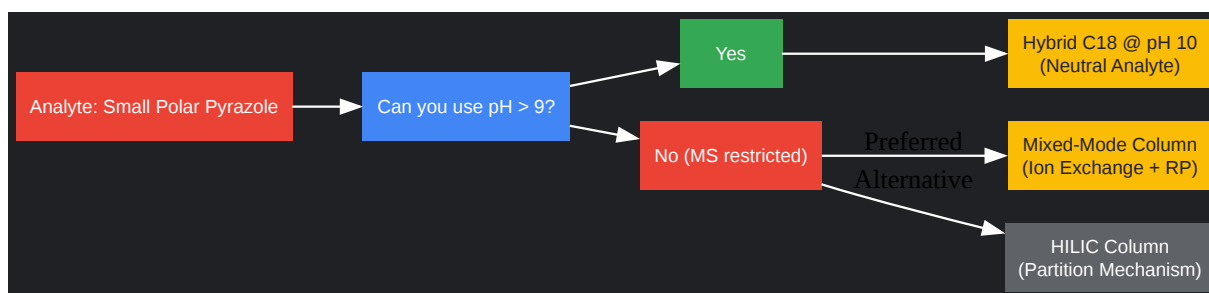 Analyte: Small Polar Pyrazole
Can you use pH > 9?
Yes
Hybrid C18 @ pH 10
(Neutral Analyte)
No (MS restricted)
Preferred
Mixed-Mode Column
(Ion Exchange + RP)
Alternative
HILIC Column
(Partition Mechanism)